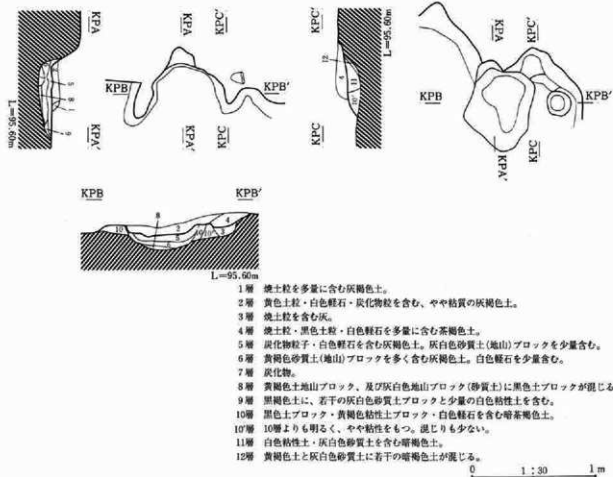 KPA
KPC'
KPC'
L=95.60m
KPA
KPC'
12
4
11
10'
5
8
1
9
KPB
KPB'
KPB
KPB'
L=95.60m
KPA'
KPA'
KPC
KPC
KPA'
KPC
KPB
KPB'
8
4
10
2
3
L=95.60m
1層 焼土粒を多量に含む灰褐色土。
2層 黄色土粒・白色軽石・炭化物粒を含む、やや粘質の灰褐色土。
3層 焼土粒を含む灰。
4層 焼土粒・黒色土粒・白色軽石を多量に含む茶褐色土。
5層 炭化物粒子・白色軽石を含む灰褐色土。灰白色砂質土(地山)ブロックを少量含む。
6層 黄褐色砂質土(地山)ブロックを多く含む灰褐色土。白色軽石を少量含む。
7層 炭化物。
8層 黄褐色土地山ブロック、及び灰白色地山ブロック(砂質土)に黒色土ブロックが混じる
9層 黒褐色土に、若干の灰白色砂質土ブロックと少量の白色粘性土を含む。
10層 黒色土ブロック・黄褐色粘性土ブロック・白色軽石を含む暗茶褐色土。
10'層 10層よりも明るく、やや粘性をもつ。混じりも少ない。
11層 白色粘性土・灰白色砂質土を含む暗褐色土。
12層 黄褐色土と灰白色砂質土に若干の暗褐色土が混じる。
0 1:30 1m